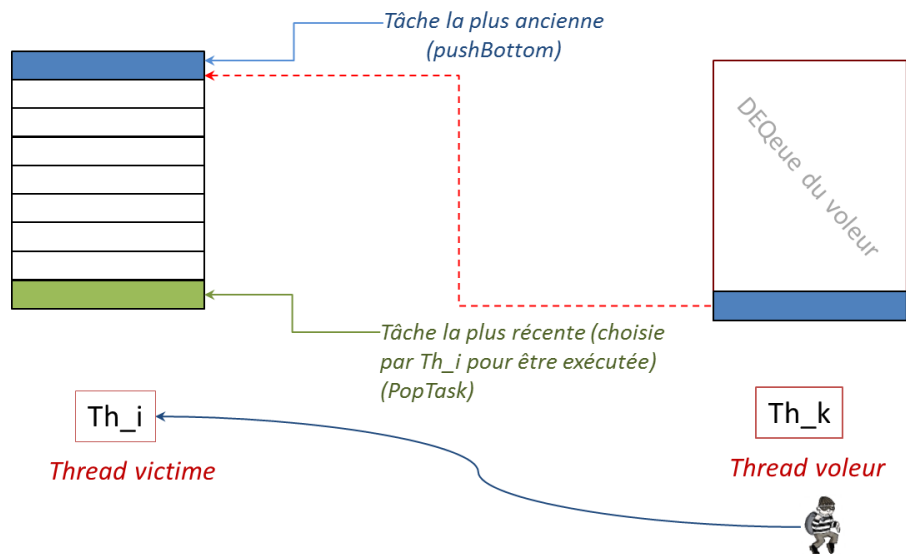 Tâche la plus ancienne
(pushBottom)
DEQeue du voleur
Tâche la plus récente (choisie
par Th_i pour être exécutée)
(PopTask)
Th_i
Th_k
Thread victime
Thread voleur